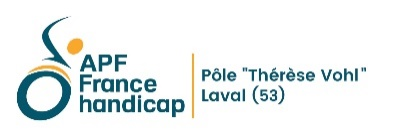 APF
France
handicap
Pôle "Thérèse Vohl"
Laval (53)